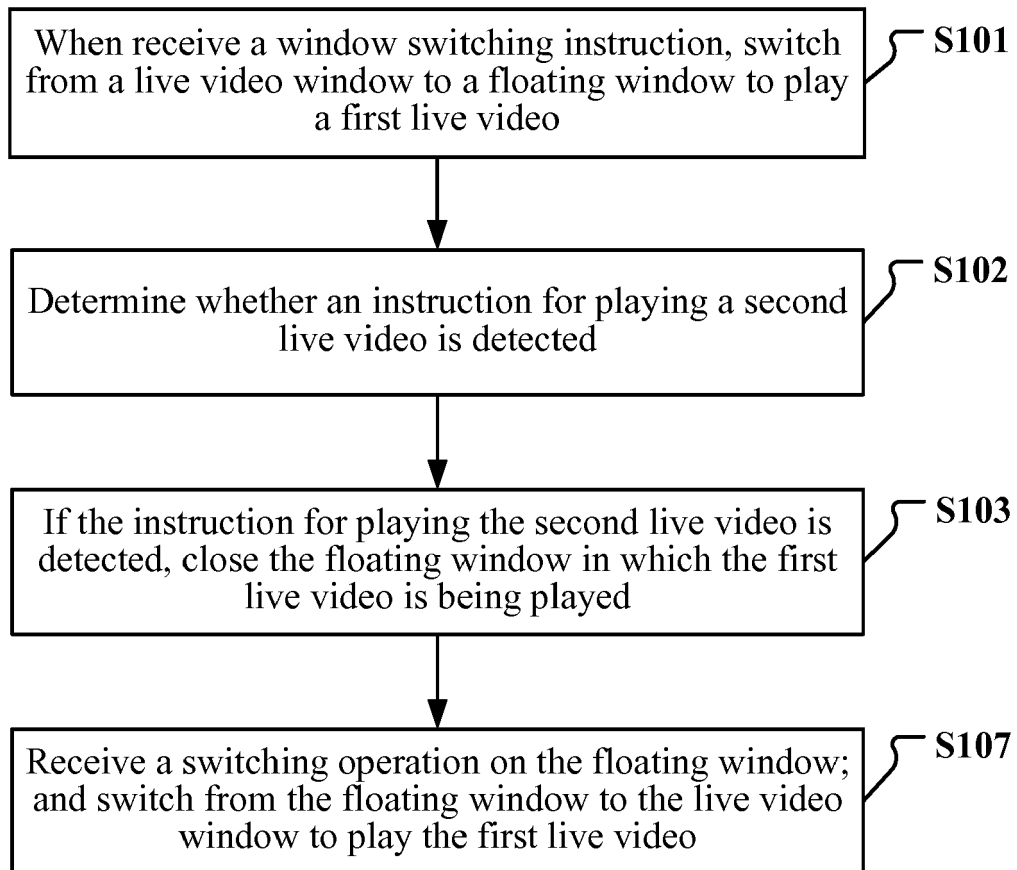 When receive a window switching instruction, switch
from a live video window to a floating window to play
a first live video
S101
Determine whether an instruction for playing a second
live video is detected
S102
If the instruction for playing the second live video is
detected, close the floating window in which the first
live video is being played
S103
Receive a switching operation on the floating window;
and switch from the floating window to the live video
window to play the first live video
S107